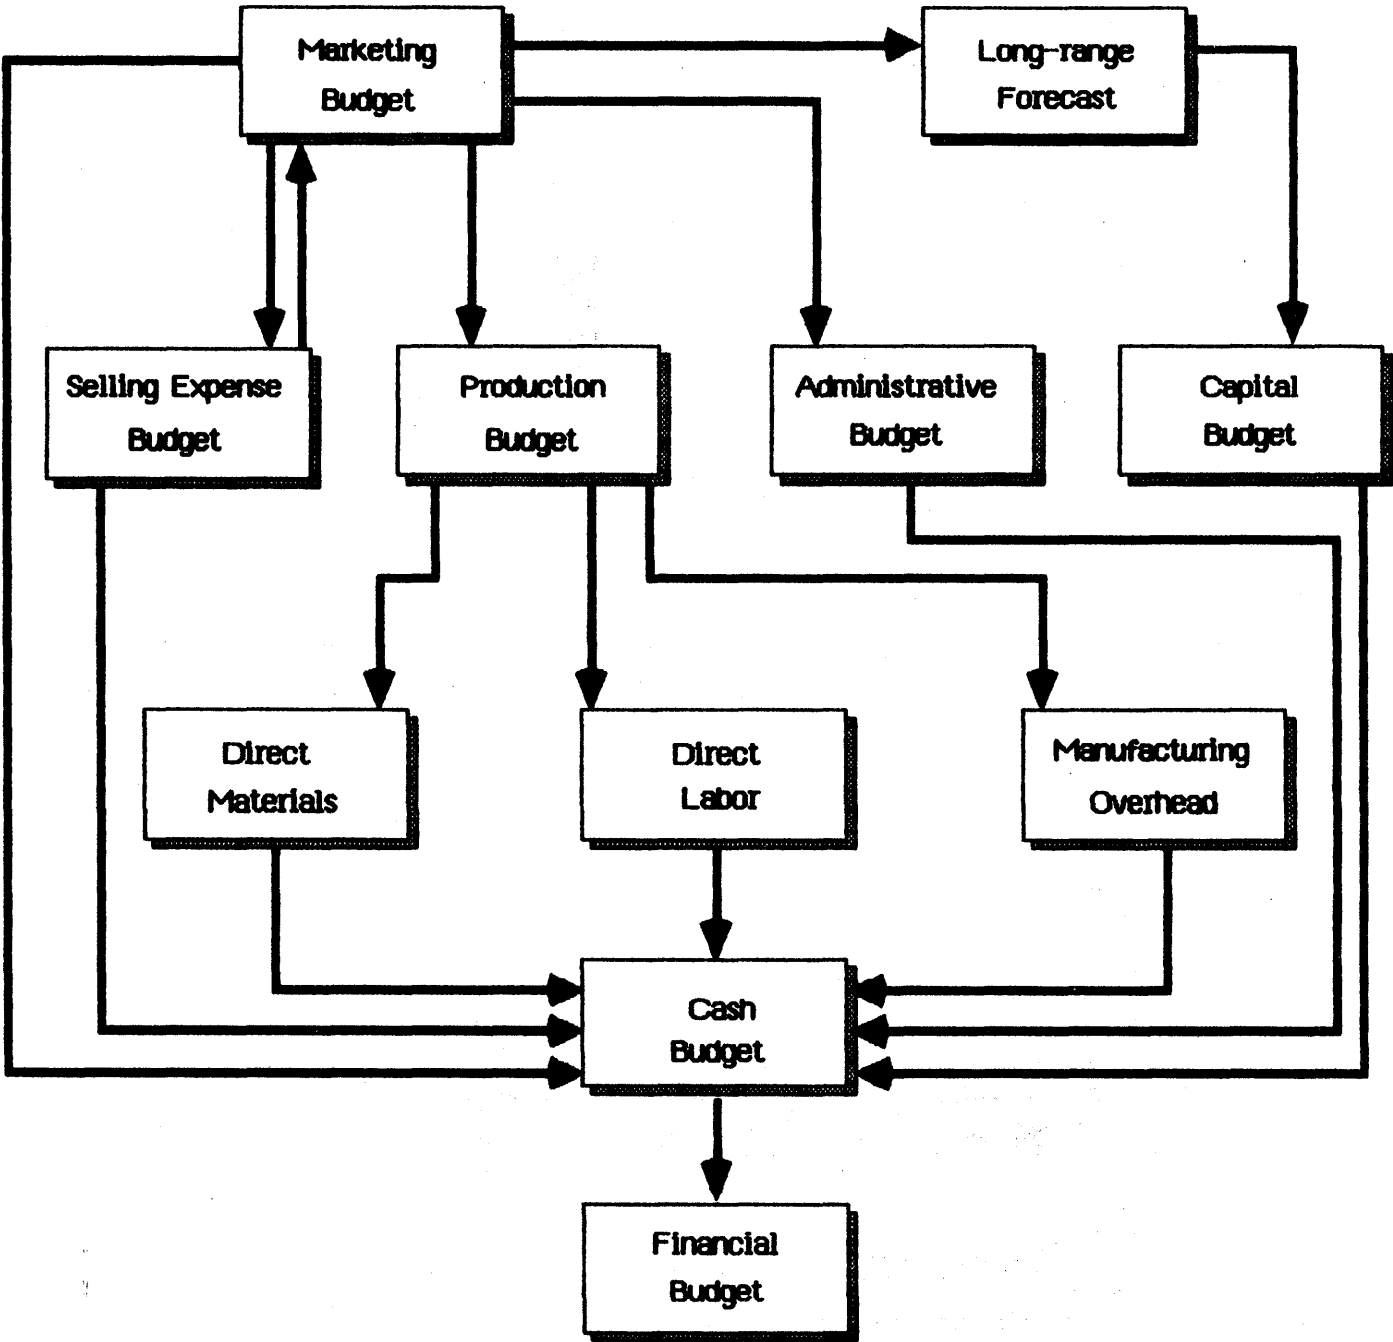 Marketing
Budget
Long-range
Forecast
Selling Expense
Budget
Production
Budget
Administrative
Budget
Capital
Budget
Direct
Materials
Direct
Labor
Manufacturing
Overhead
Cash
Budget
Financial
Budget